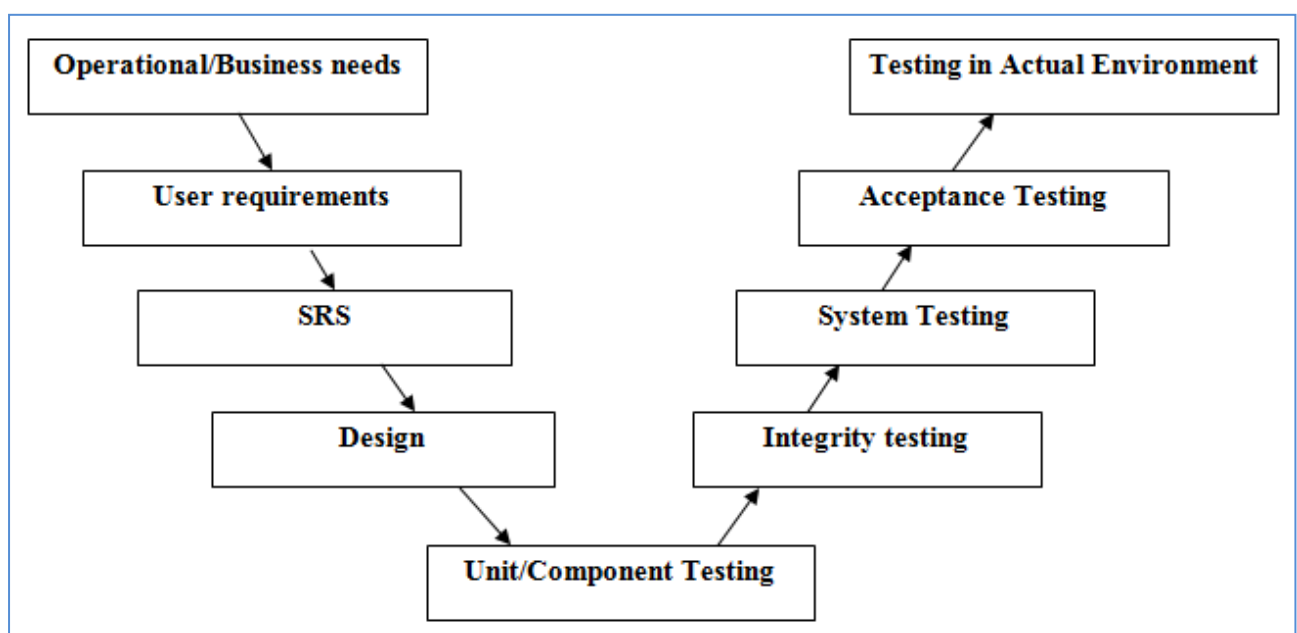 Operational/Business needs
Testing in Actual Environment
User requirements
Acceptance Testing
SRS
System Testing
Design
Integrity testing
Unit/Component Testing